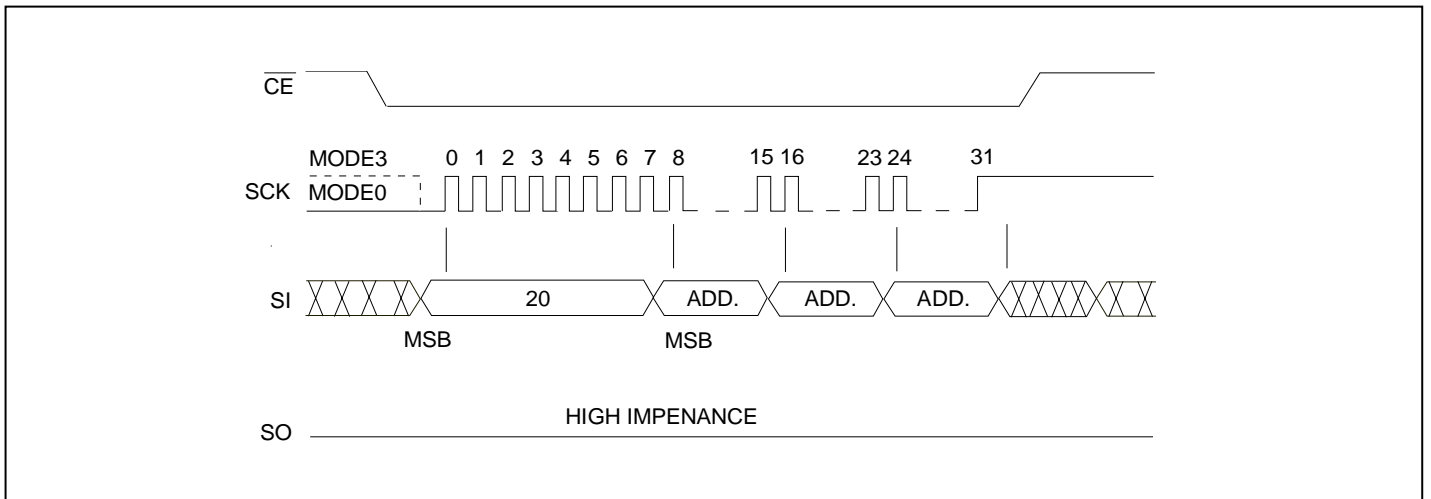 CE
MODE3 0 1 2 3 4 5 6 7 8 15 16 23 24 31
SCK MODE0
SI 20 ADD. ADD. ADD.
MSB MSB
HIGH IMPENANCE
SO